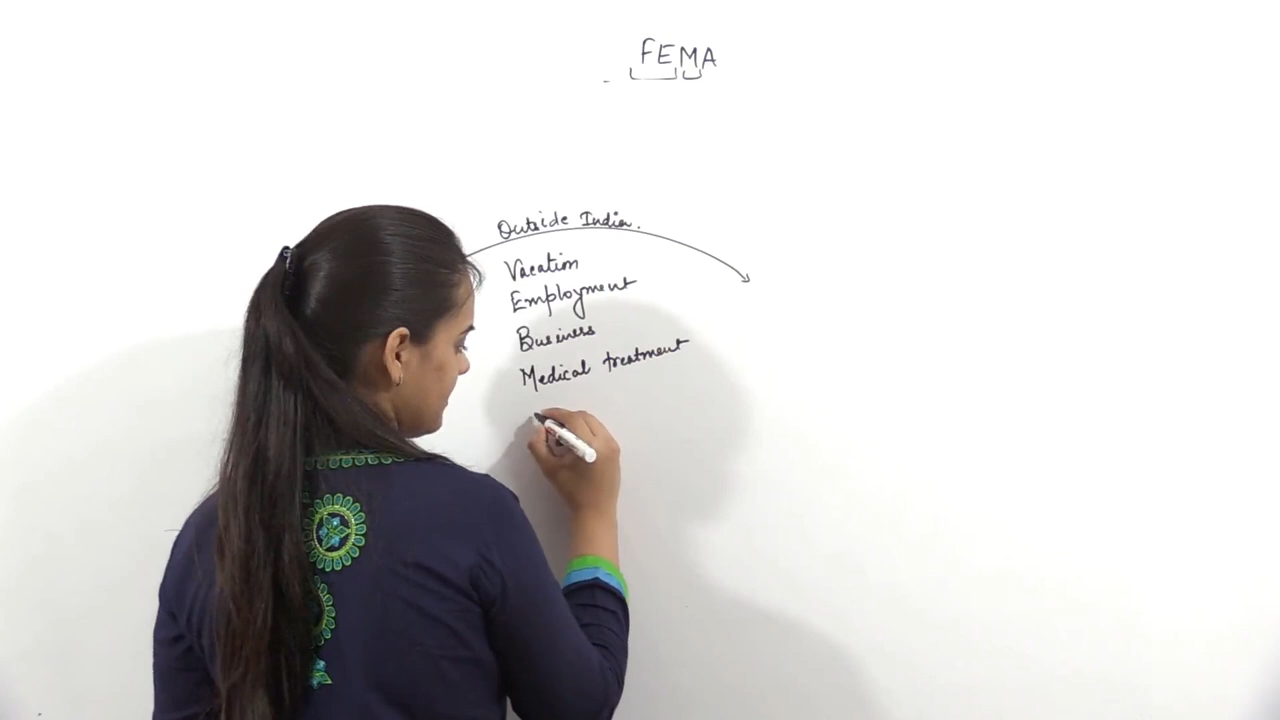 FEMA
Outside India.
Vacation
Employment
Business
Medical treatment